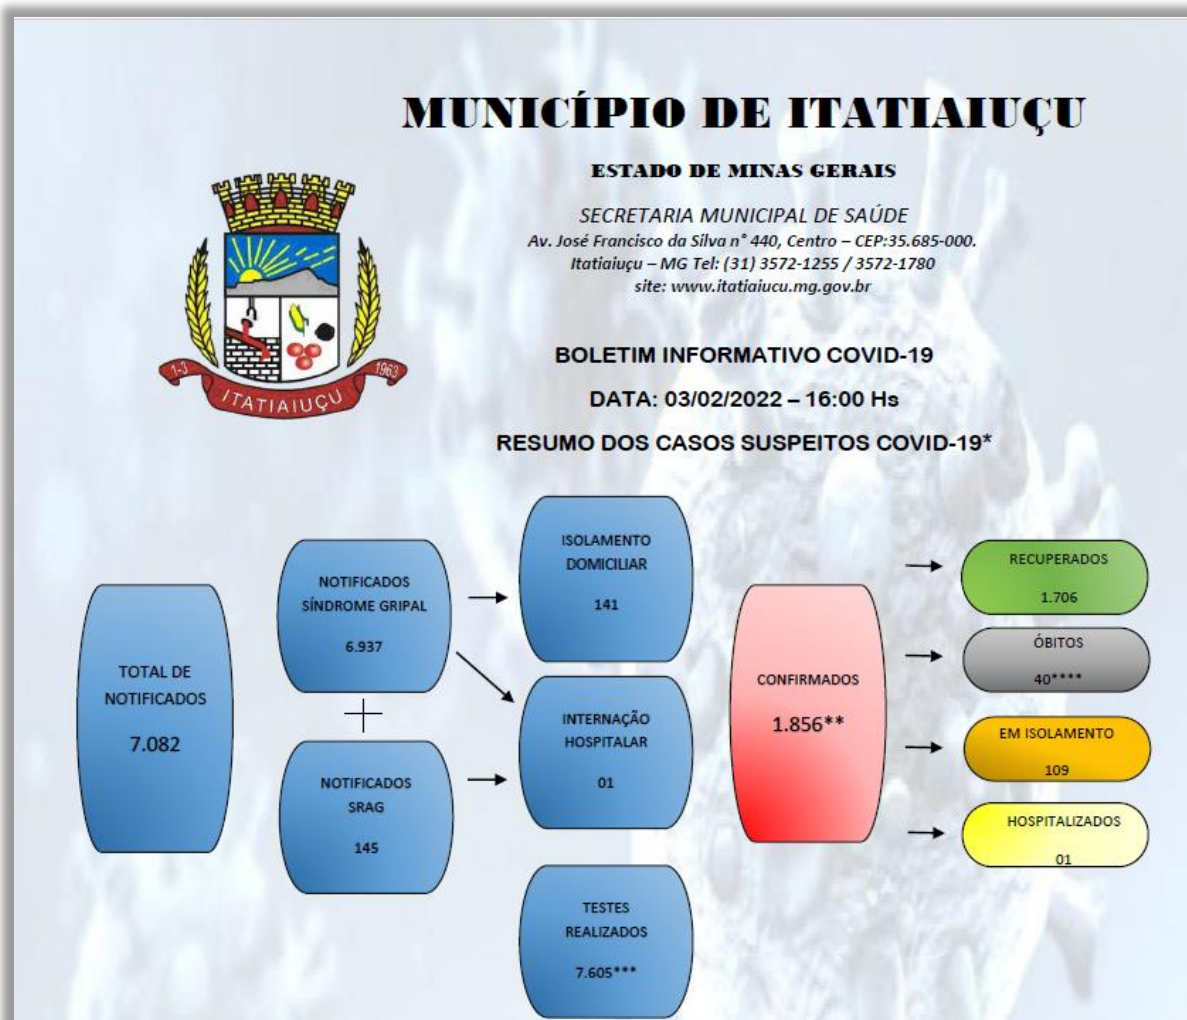 MUNICÍPIO DE ITATIAIUÇU
ESTADO DE MINAS GERAIS
SECRETARIA MUNICIPAL DE SAÚDE
Av. José Francisco da Silva n° 440, Centro – CEP:35.685-000.
Itatiaiuçu – MG Tel: (31) 3572-1255 / 3572-1780
site: www.itatiaiucu.mg.gov.br
1-3 1963
ITATIAIUÇU
BOLETIM INFORMATIVO COVID-19
DATA: 03/02/2022 – 16:00 Hs
RESUMO DOS CASOS SUSPEITOS COVID-19*
TOTAL DE
NOTIFICADOS
7.082
NOTIFICADOS
SÍNDROME GRIPAL
6.937
NOTIFICADOS
SRAG
145
ISOLAMENTO
DOMICILIAR
141
INTERNAÇÃO
HOSPITALAR
01
TESTES
REALIZADOS
7.605***
CONFIRMADOS
1.856**
RECUPERADOS
1.706
ÓBITOS
40****
EM ISOLAMENTO
109
HOSPITALIZADOS
01